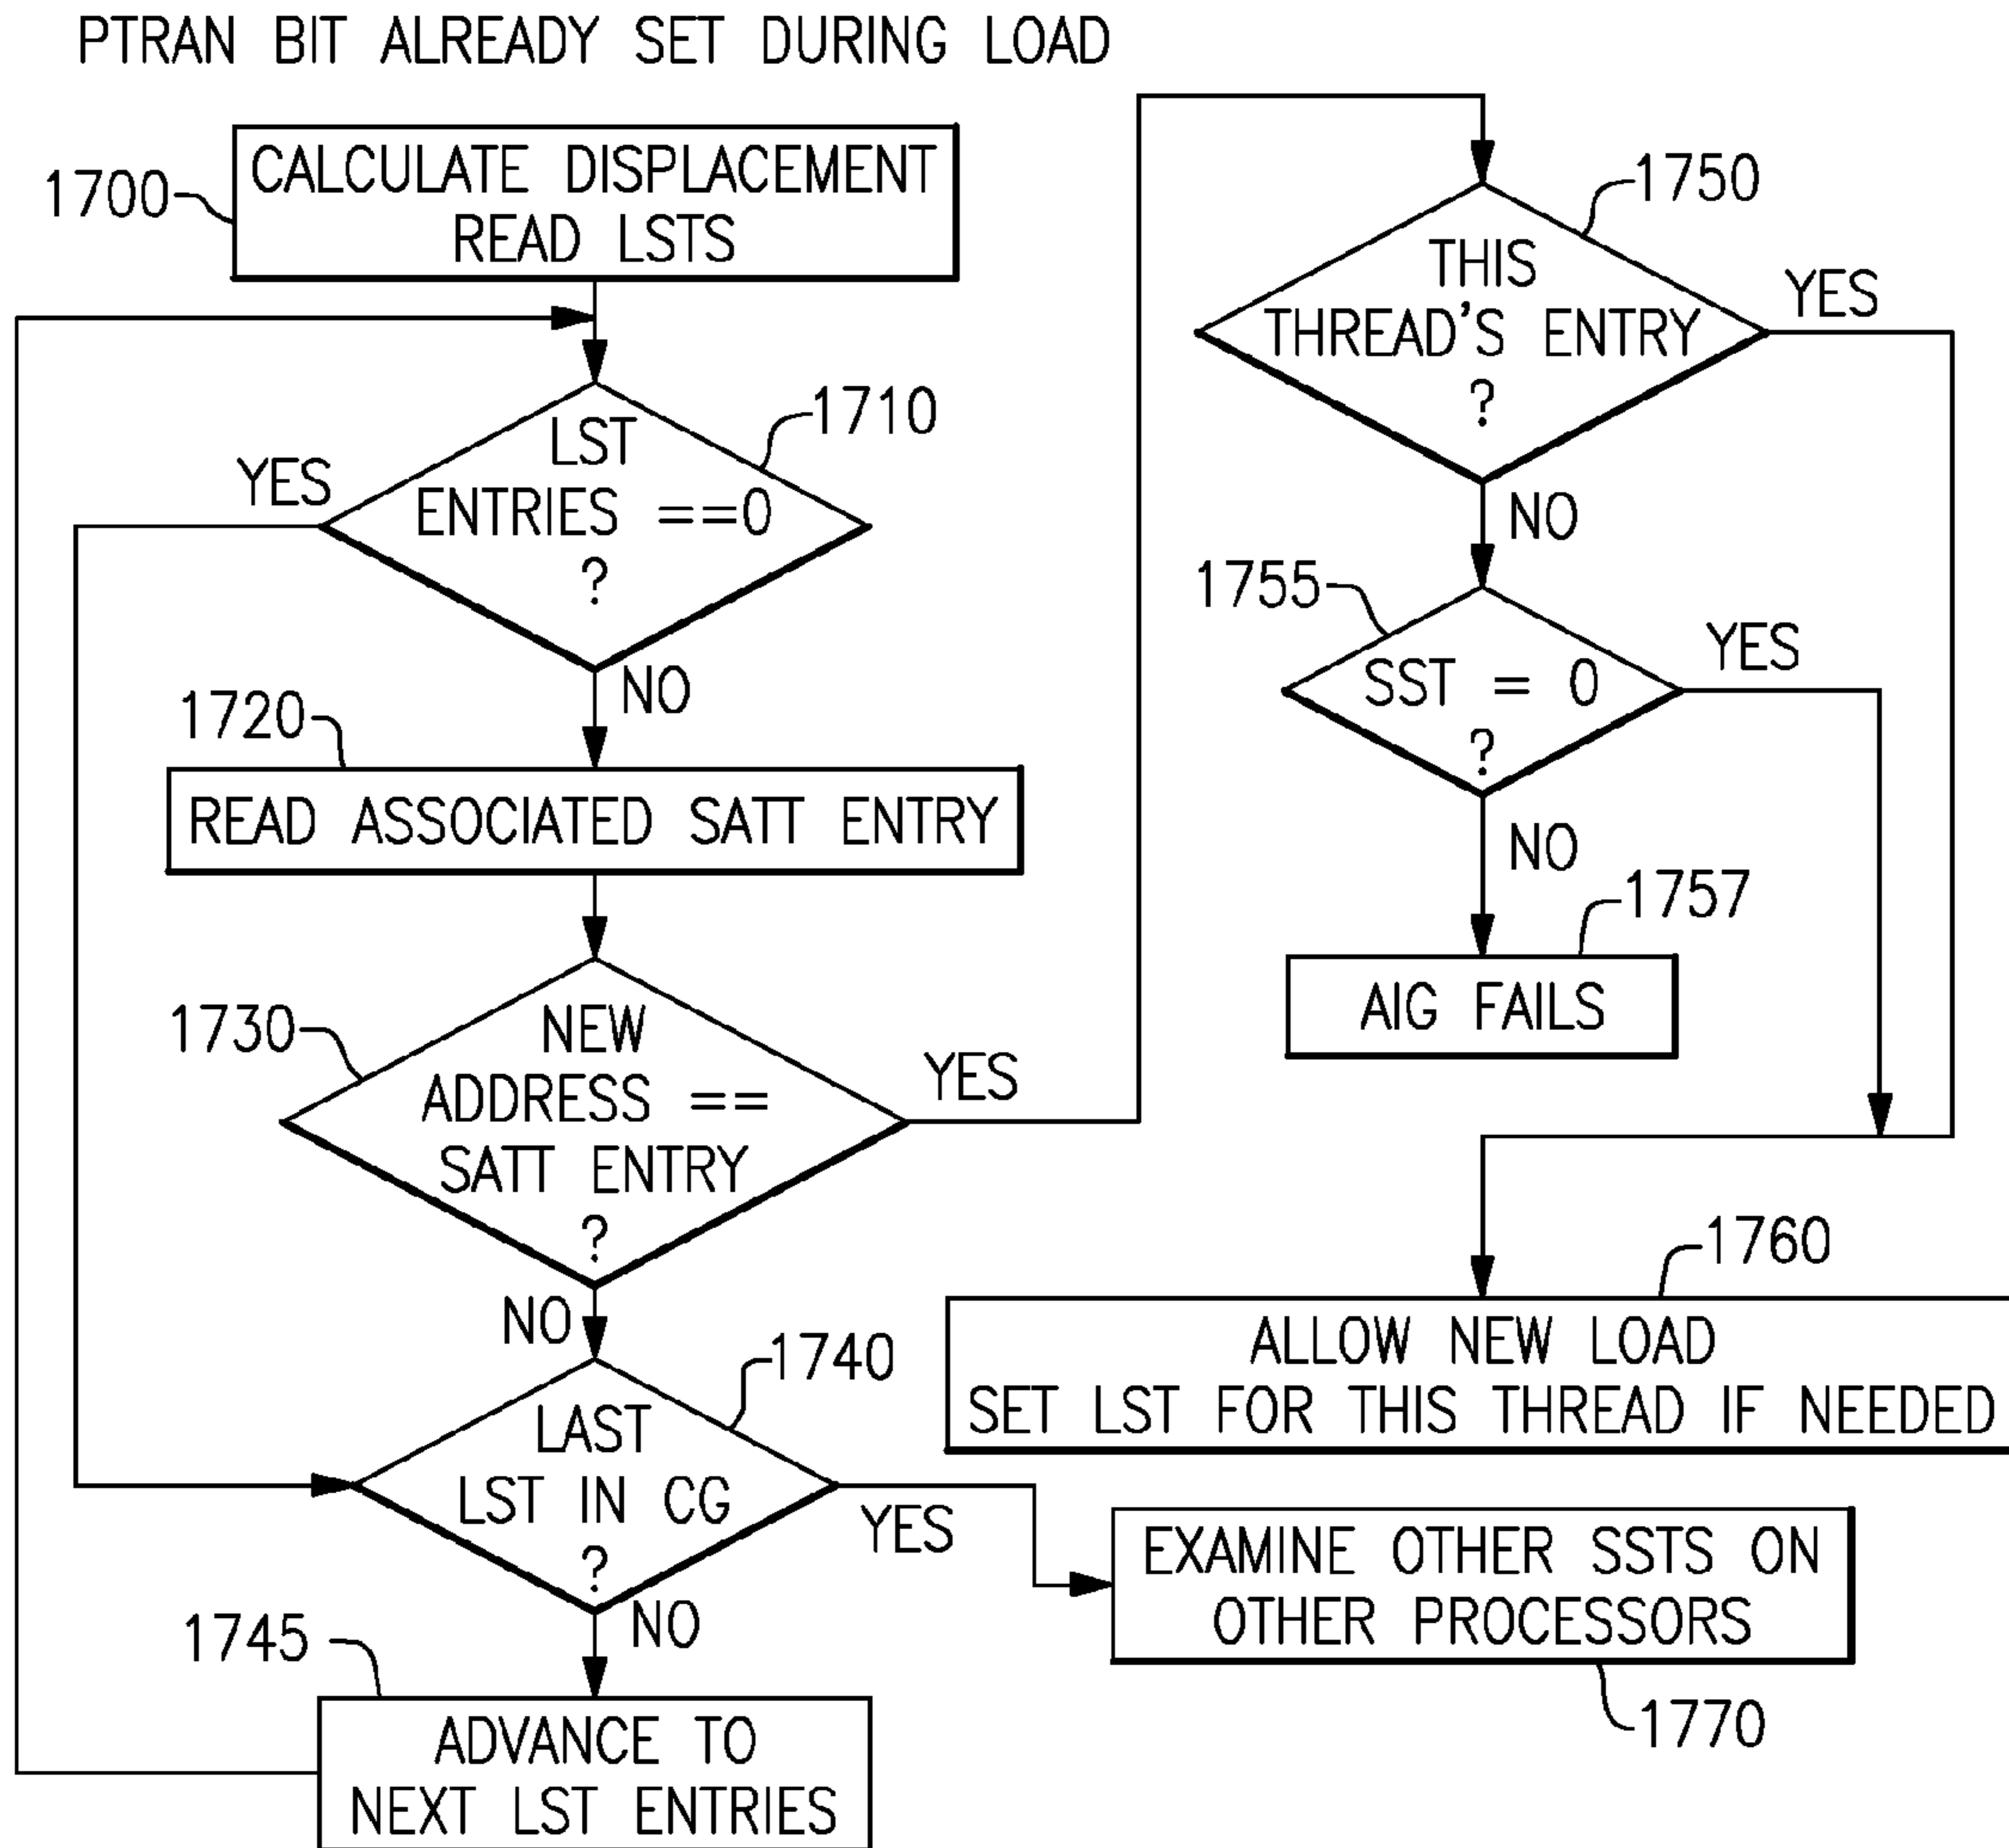 PTRAN BIT ALREADY SET DURING LOAD
1700
CALCULATE DISPLACEMENT
READ LSTS
1710
LST
ENTRIES ==0
?
YES
NO
1720
READ ASSOCIATED SATT ENTRY
1730
NEW
ADDRESS ==
SATT ENTRY
?
YES
NO
1740
LAST
LST IN CG
?
YES
NO
1745
ADVANCE TO
NEXT LST ENTRIES
1750
THIS
THREAD'S ENTRY
?
YES
NO
1755
SST = 0
?
YES
NO
1757
AIG FAILS
1760
ALLOW NEW LOAD
SET LST FOR THIS THREAD IF NEEDED
EXAMINE OTHER SSTS ON
OTHER PROCESSORS
1770